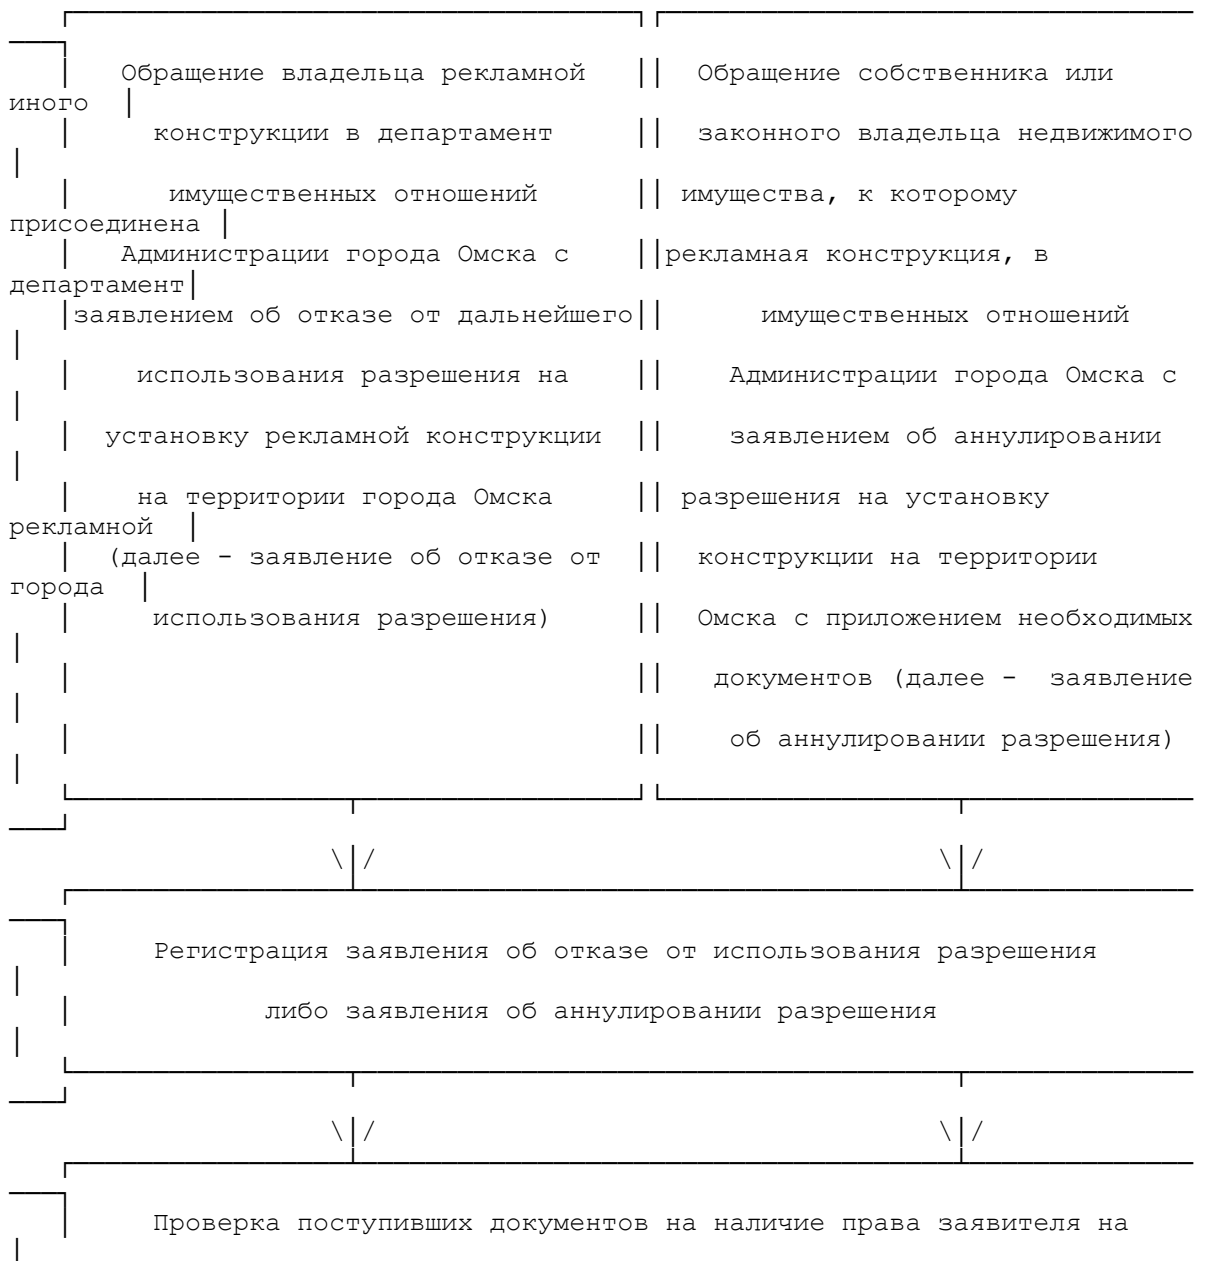 Обращение владельца рекламной Обращение собственника или
иного
конструкции в департамент законного владельца недвижимого
имущественных отношений имущества, к которому
присоединена
Администрации города Омска с рекламная конструкция, в
департамент
заявлением об отказе от дальнейшего имущественных отношений
использования разрешения на Администрации города Омска с
установку рекламной конструкции заявлением об аннулировании
на территории города Омска разрешения на установку
рекламной
(далее - заявление об отказе от конструкции на территории
города
использования разрешения) Омска с приложением необходимых
документов (далее - заявление
об аннулировании разрешения)
Регистрация заявления об отказе от использования разрешения
либо заявления об аннулировании разрешения
Проверка поступивших документов на наличие права заявителя на